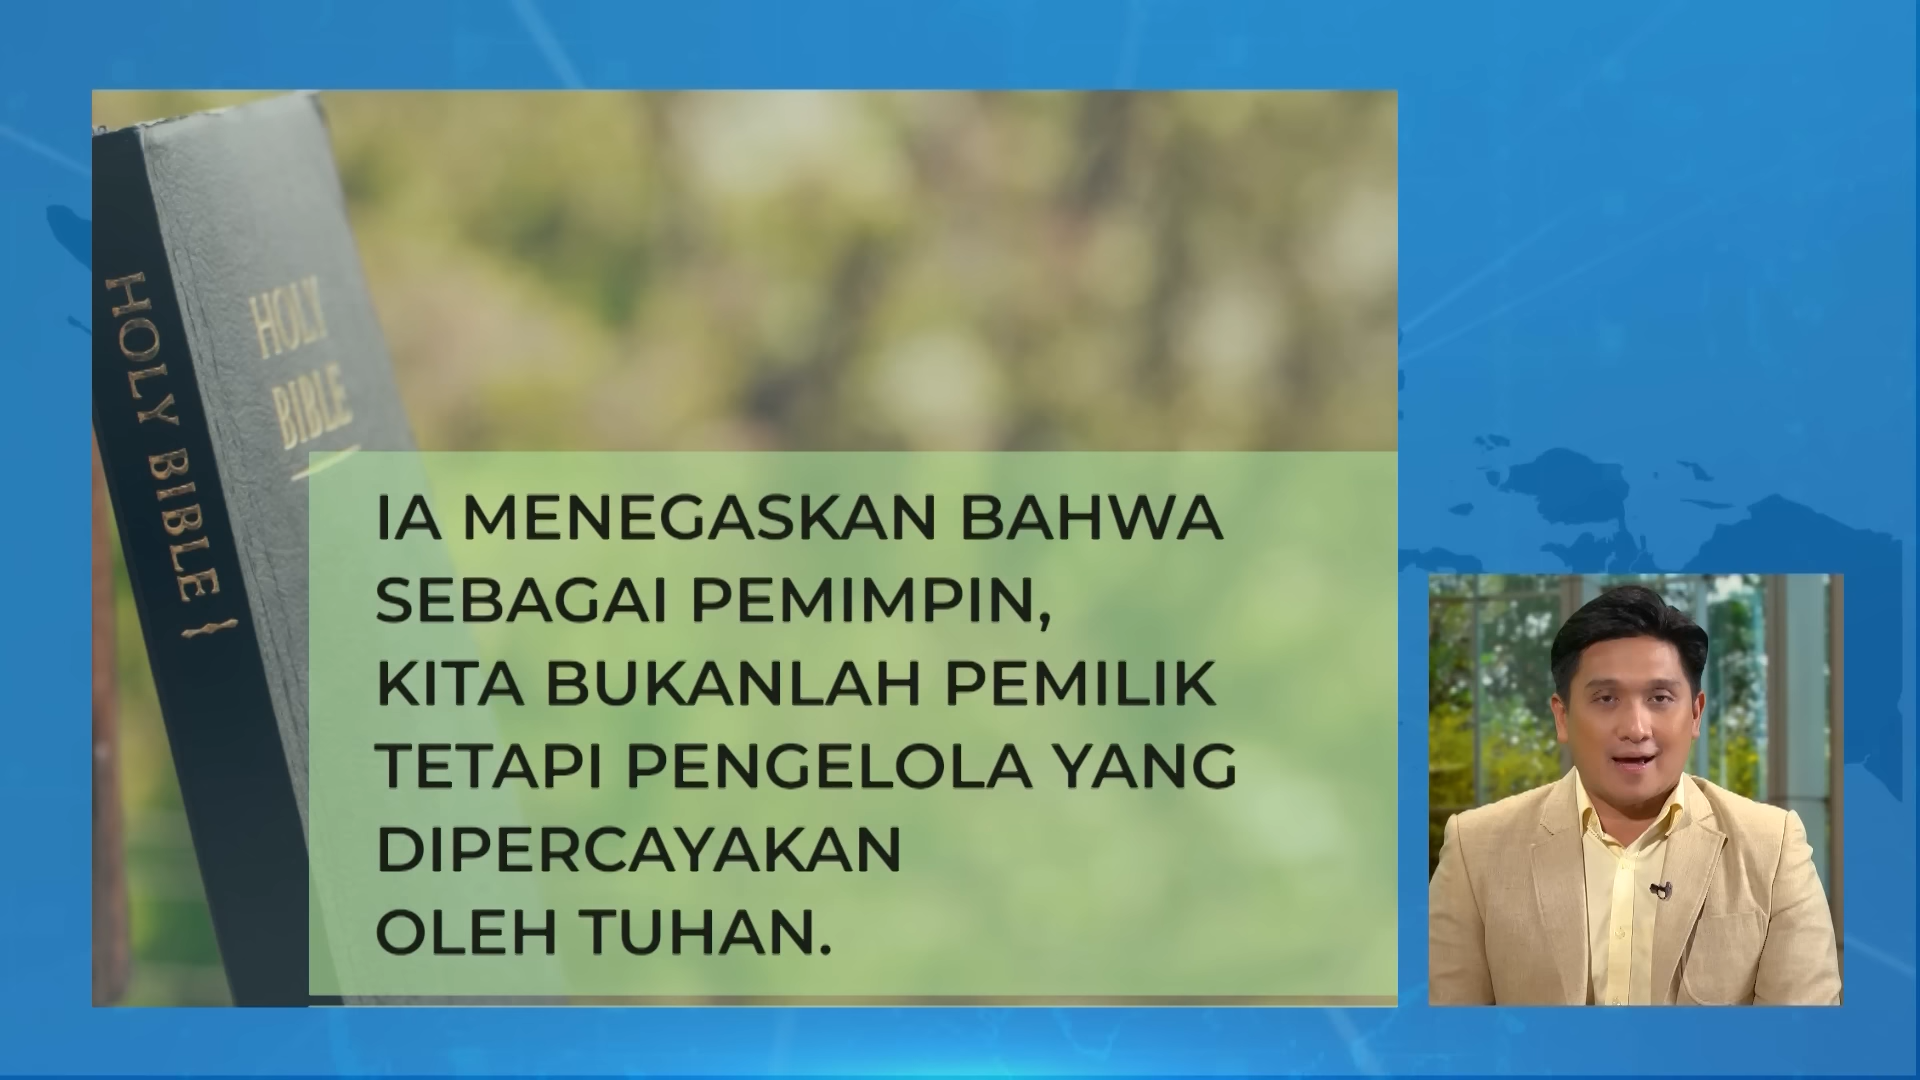 HOLY BIBLE
HOLY
BIBLE
IA MENEGASKAN BAHWA
SEBAGAI PEMIMPIN,
KITA BUKANLAH PEMILIK
TETAPI PENGELOLA YANG
DIPERCAYAKAN
OLEH TUHAN.